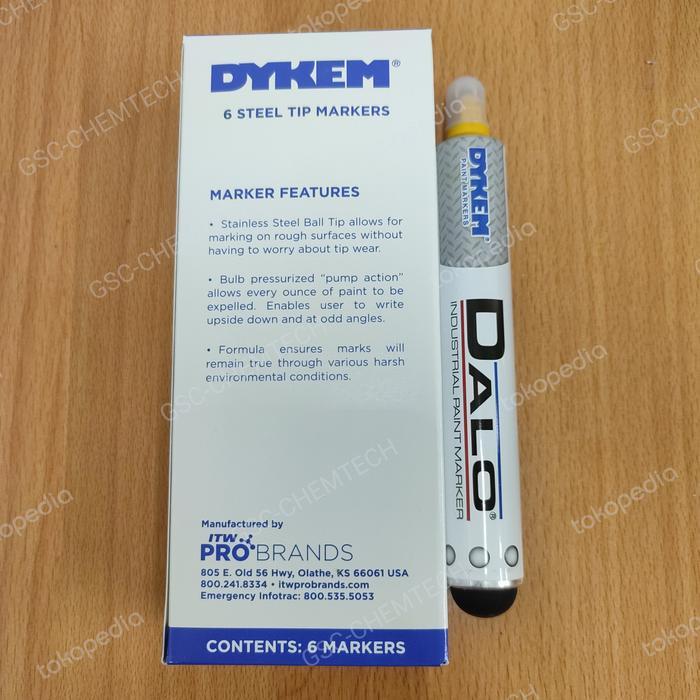 DYKEM®
6 STEEL TIP MARKERS
MARKER FEATURES
• Stainless Steel Ball Tip allows for
marking on rough surfaces without
having to worry about tip wear.
• Bulb pressurized “pump action”
allows every ounce of paint to be
expelled. Enables user to write
upside down and at odd angles.
• Formula ensures marks will
remain true through various harsh
environmental conditions.
Manufactured by
ITW
PRO BRANDS
805 E. Old 56 Hwy, Olathe, KS 66061 USA
800.241.8334 • itwprobrands.com
Emergency Infotrac: 800.535.5053
CONTENTS: 6 MARKERS
DYKEM®
PAINT MARKERS
DALO®
INDUSTRIAL PAINT MARKER
GSC-CHEMTECH
tokopedia